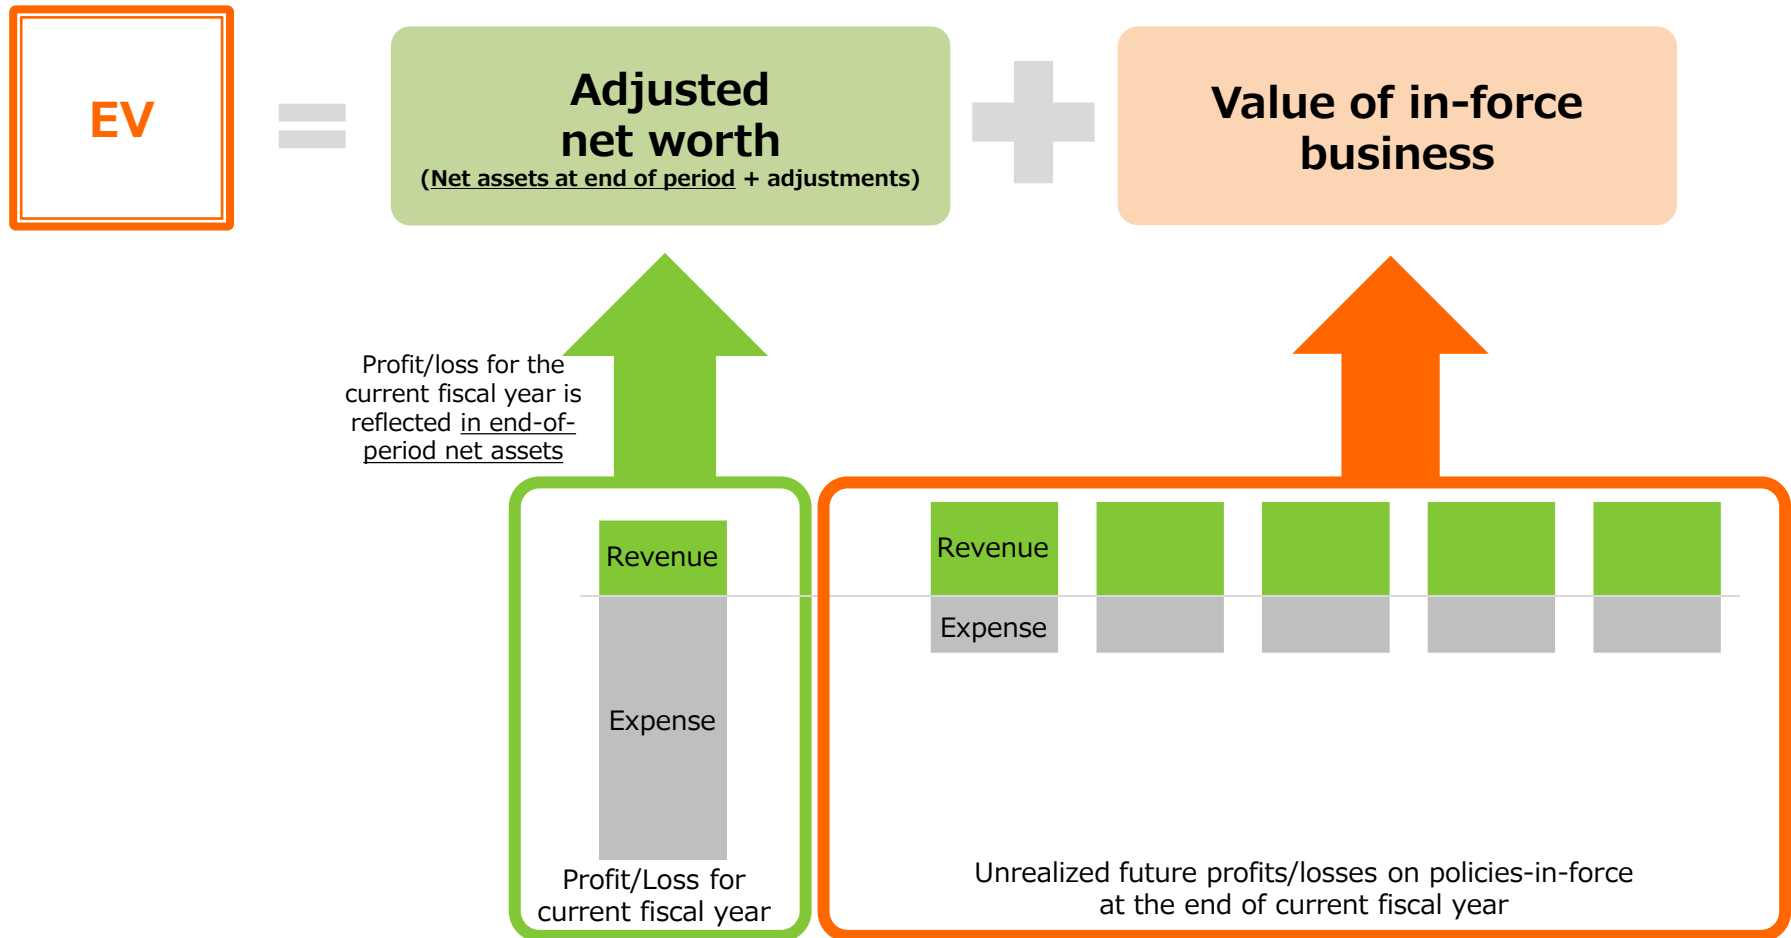 EV
Adjusted
net worth
(Net assets at end of period + adjustments)
Value of in-force
business
Profit/loss for the
current fiscal year is
reflected in end-of-
period net assets
Revenue
Expense
Profit/Loss for
current fiscal year
Revenue
Expense
Unrealized future profits/losses on policies-in-force
at the end of current fiscal year